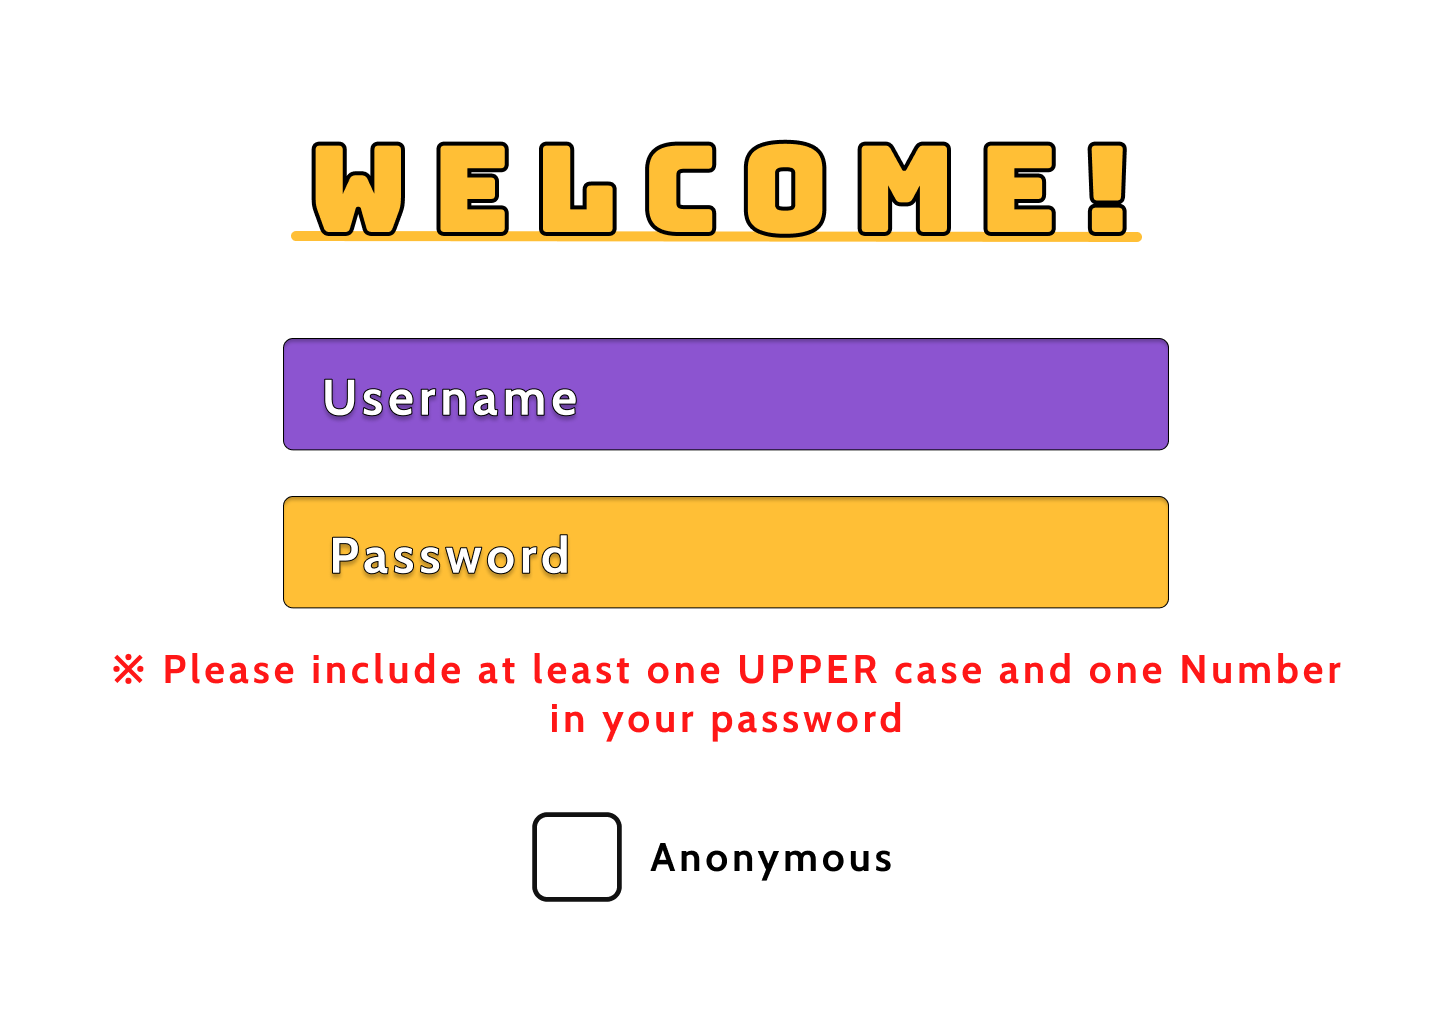 WELCOME!
Username
Password
※ Please include at least one UPPER case and one Number
in your password
Anonymous